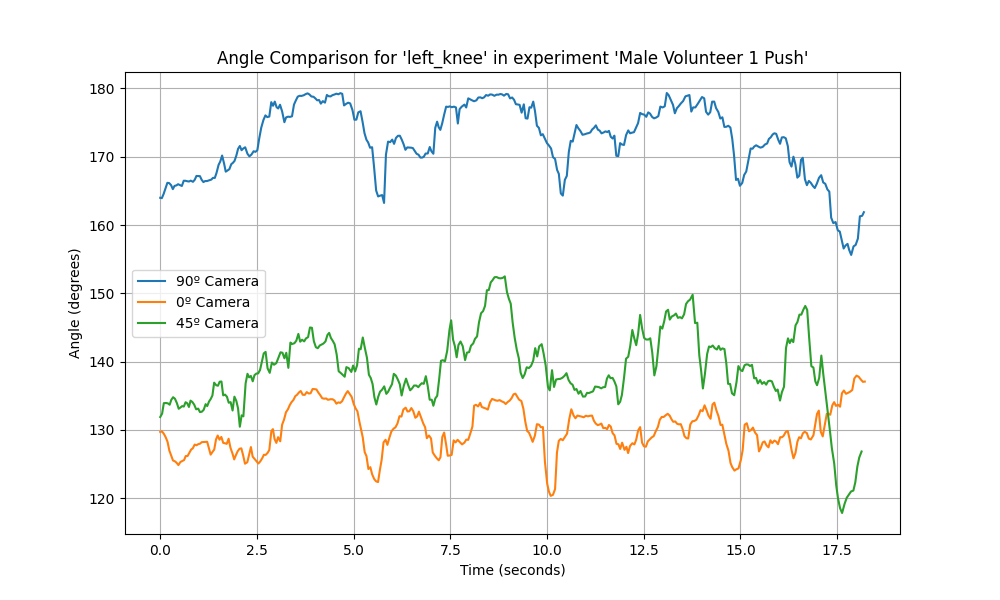 Angle Comparison for 'left_knee' in experiment 'Male Volunteer 1 Push'
180
170
160
150
140
130
120
Angle (degrees)
90º Camera
0º Camera
45º Camera
0.0 2.5 5.0 7.5 10.0 12.5 15.0 17.5
Time (seconds)